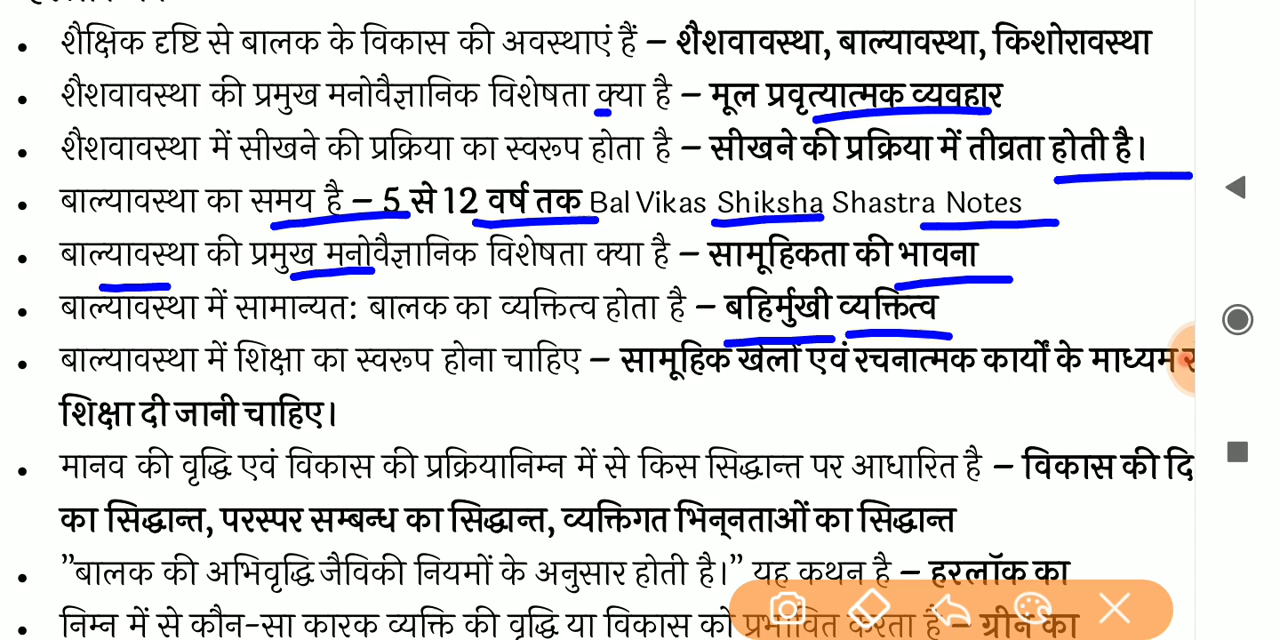 • शैक्षिक दृष्टि से बालक के विकास की अवस्थाएं हैं – शैशवावस्था, बाल्यावस्था, किशोरावस्था
• शैशवावस्था की प्रमुख मनोवैज्ञानिक विशेषता क्या है – मूल प्रवृत्यात्मक व्यवहार
• शैशवावस्था में सीखने की प्रक्रिया का स्वरूप होता है – सीखने की प्रक्रिया में तीव्रता होती है।
• बाल्यावस्था का समय है – 5 से 12 वर्ष तक Bal Vikas Shiksha Shastra Notes
• बाल्यावस्था की प्रमुख मनोवैज्ञानिक विशेषता क्या है – सामूहिकता की भावना
• बाल्यावस्था में सामान्यत: बालक का व्यक्तित्व होता है – बहिर्मुखी व्यक्तित्व
• बाल्यावस्था में शिक्षा का स्वरूप होना चाहिए – सामूहिक खेलों एवं रचनात्मक कार्यों के माध्यम
शिक्षा दी जानी चाहिए।
• मानव की वृद्धि एवं विकास की प्रक्रियानिम्न में से किस सिद्धान्त पर आधारित है – विकास की दि
का सिद्धान्त, परस्पर सम्बन्ध का सिद्धान्त, व्यक्तिगत भिन्नताओं का सिद्धान्त
• ”बालक की अभिवृद्धि जैविकी नियमों के अनुसार होती है।” यह कथन है – हरलॉक का
• निम्न में से कौन-सा कारक व्यक्ति की वृद्धि या विकास को प्रभावित करता है – ग्रीन का